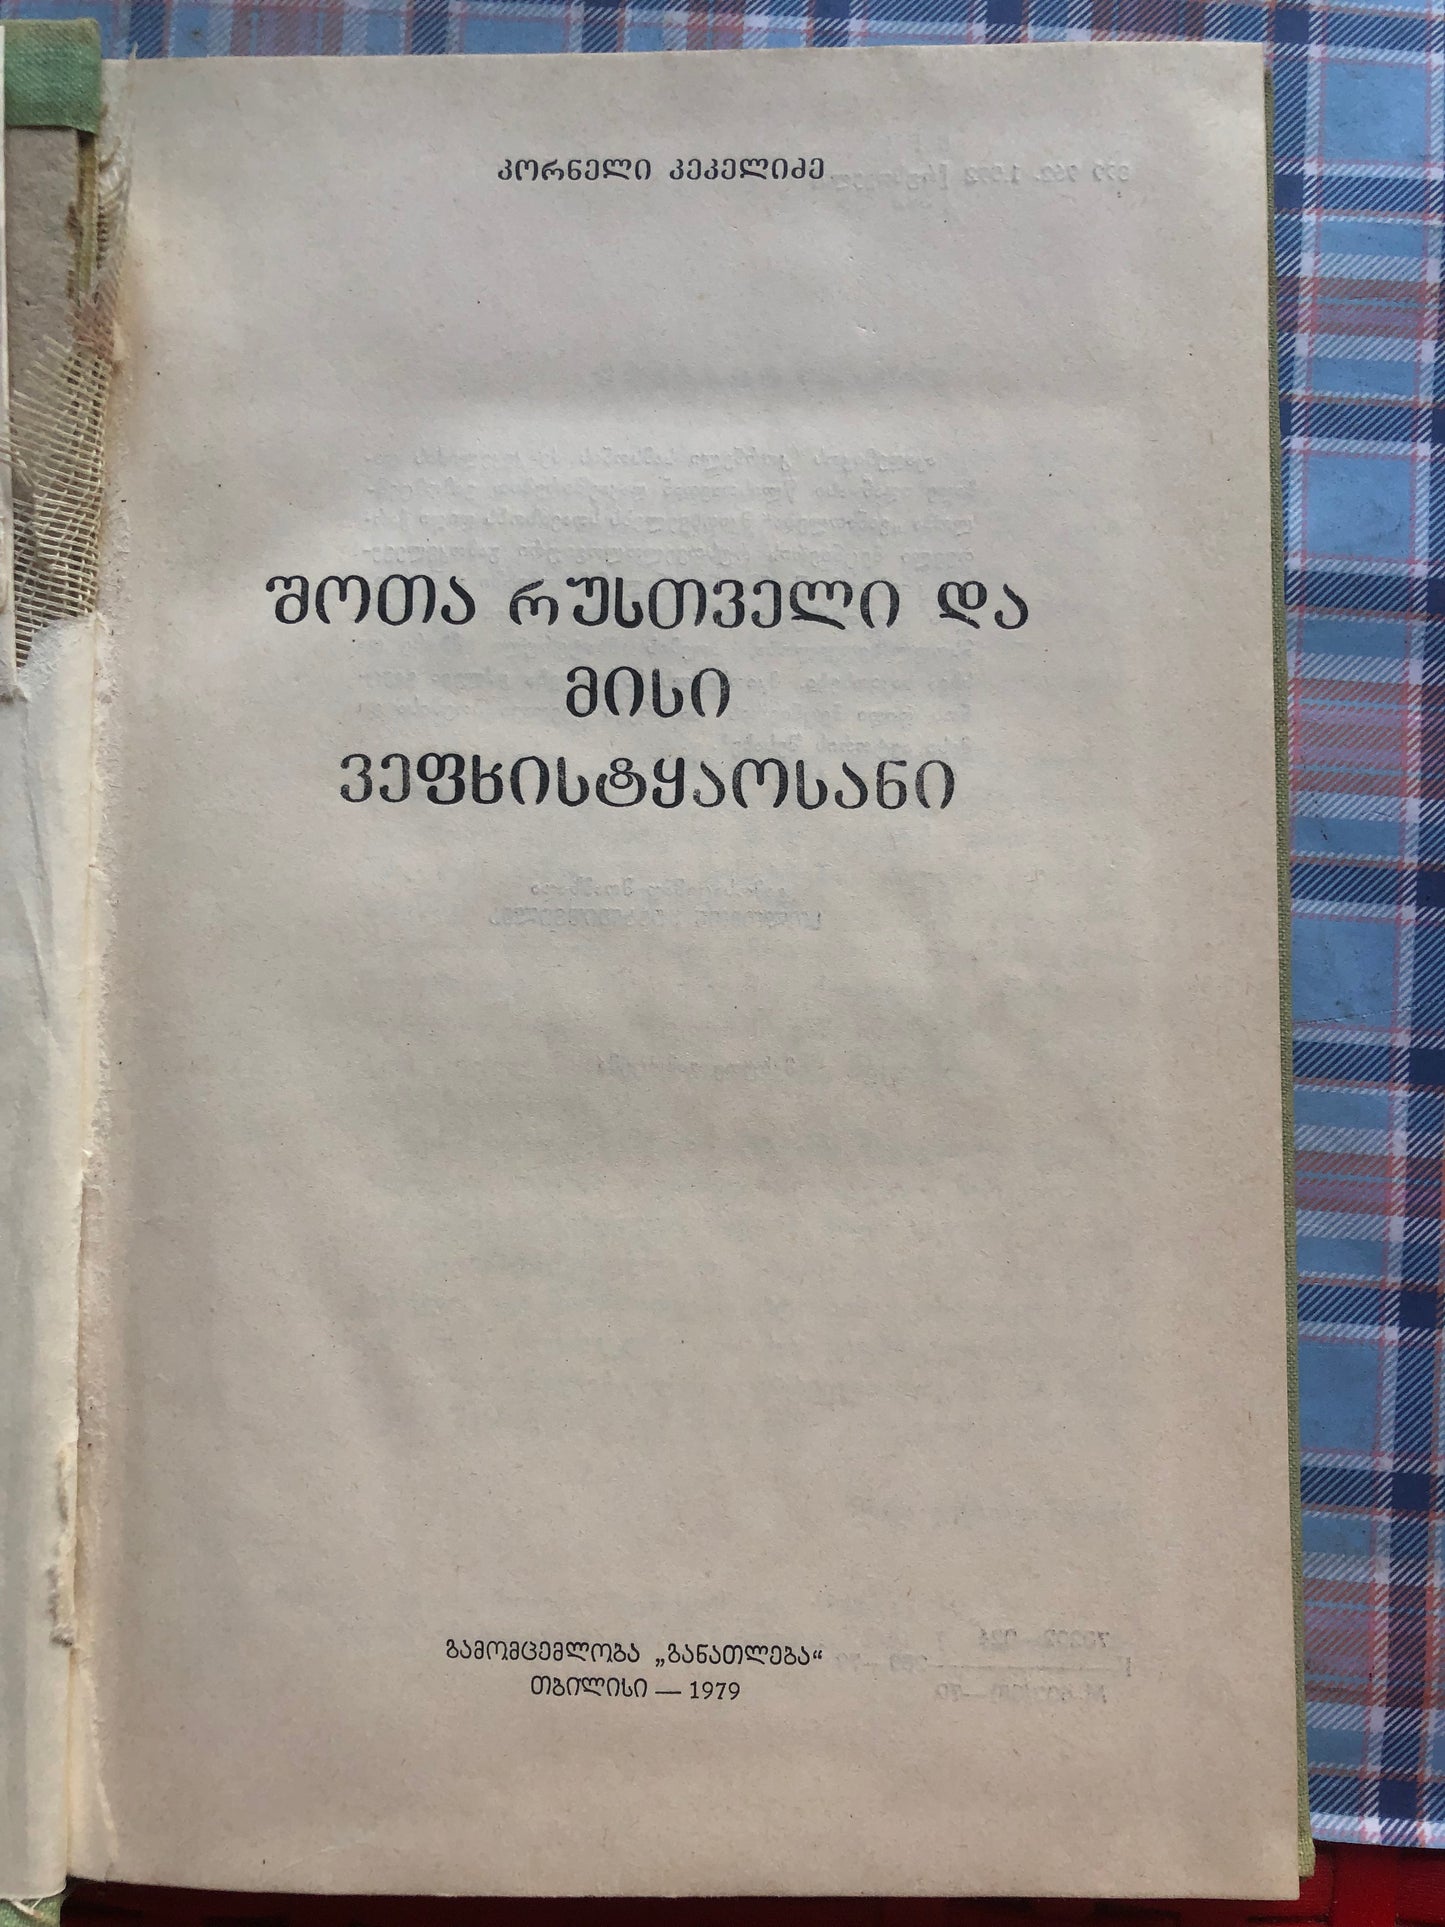 კორნელი კეკელიძე
შოთა რუსთველი და
მისი
ვეფხისტყაოსანი
გამომცემლობა „განათლება“
თბილისი — 1979